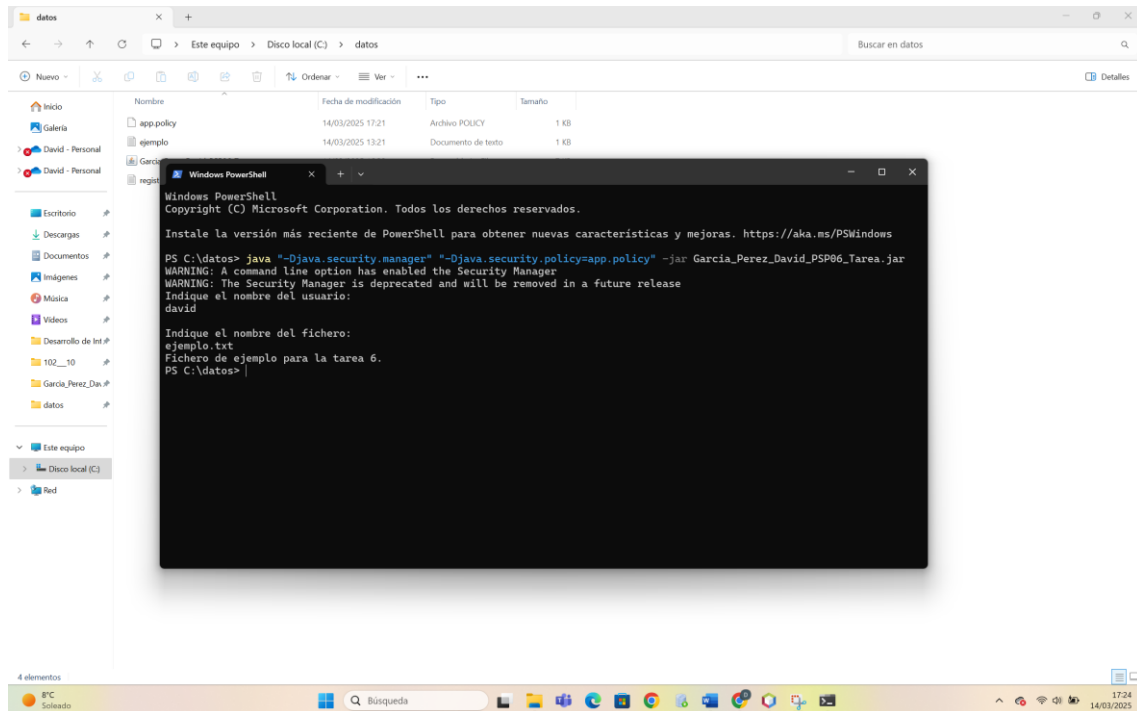 datos
Este equipo > Disco local (C:) > datos
Buscar en datos
Nuevo
Ordenar
Ver
Detalles
Nombre
Fecha de modificación
Tipo
Tamaño
app.policy
14/03/2025 17:21
Archivo POLICY
1 KB
ejemplo
14/03/2025 13:21
Documento de texto
1 KB
Inicio
Galería
David - Personal
David - Personal
Escritorio
Descargas
Documentos
Imágenes
Música
Vídeos
Desarrollo de Int
102__10
Garcia_Perez_Da
datos
Este equipo
Disco local (C:)
Red
Windows PowerShell
Windows PowerShell
Copyright (C) Microsoft Corporation. Todos los derechos reservados.
Instale la versión más reciente de PowerShell para obtener nuevas características y mejoras. https://aka.ms/PSWindows
PS C:\datos> java "-Djava.security.manager" "-Djava.security.policy=app.policy" -jar Garcia_Perez_David_PSP06_Tarea.jar
WARNING: A command line option has enabled the Security Manager
WARNING: The Security Manager is deprecated and will be removed in a future release
Indique el nombre del usuario:
david
Indique el nombre del fichero:
ejemplo.txt
Fichero de ejemplo para la tarea 6.
PS C:\datos>
4 elementos
8°C
Soleado
Búsqueda
17:24
14/03/2025